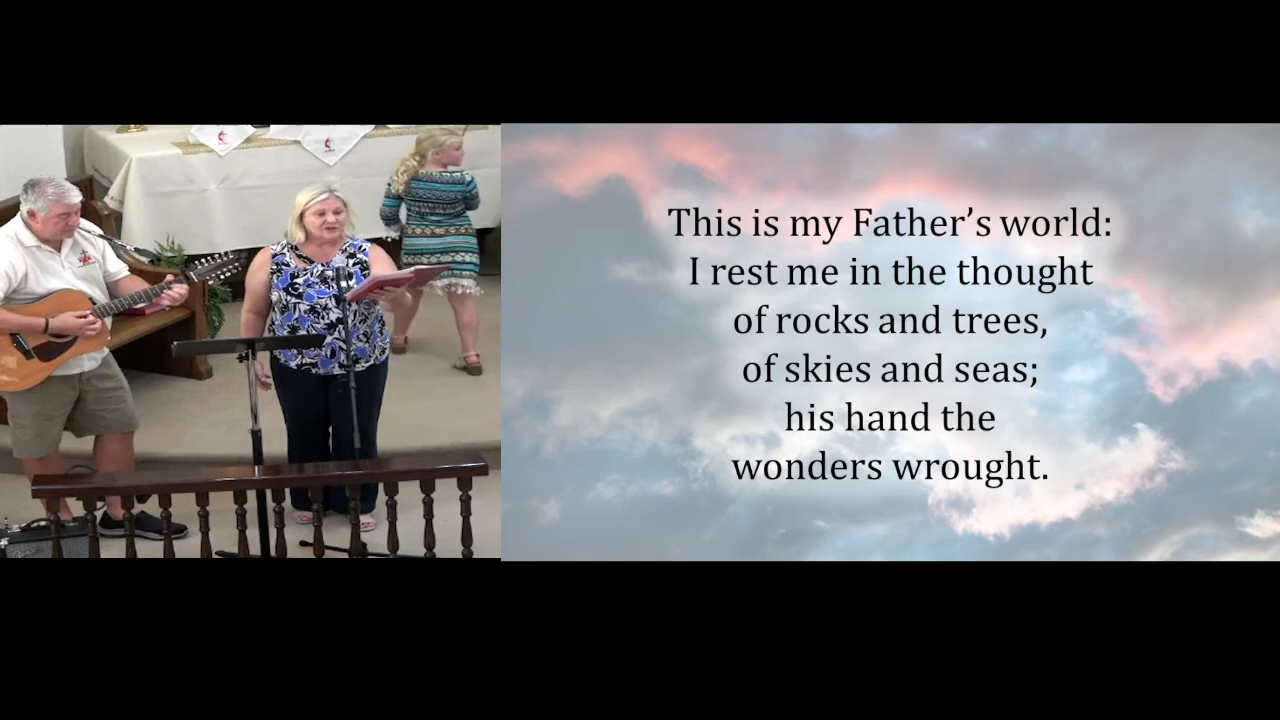 This is my Father’s world:
I rest me in the thought
of rocks and trees,
of skies and seas;
his hand the
wonders wrought.